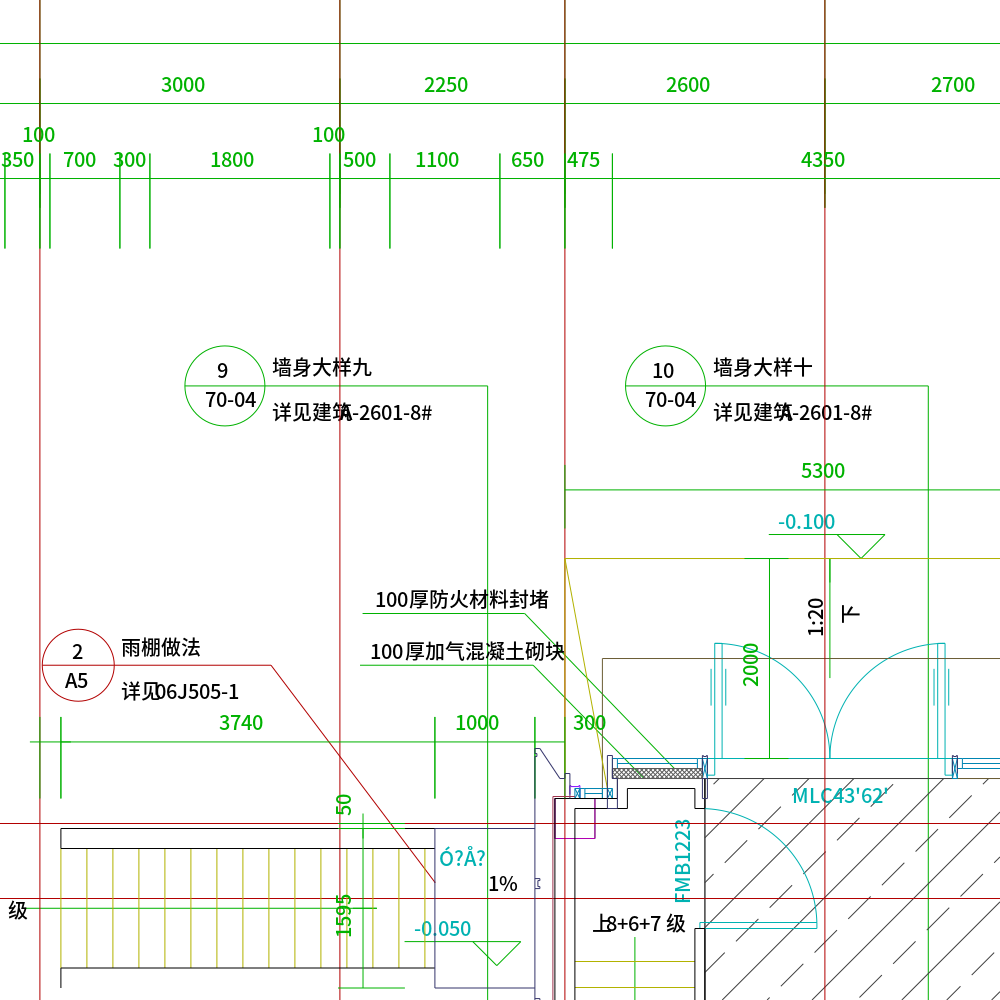 3000 2250 2600 2700
100 100
350 700 300 1800 500 1100 650 475 4350
9 墙身大样九
70-04 详见建筑A-2601-8#
10 墙身大样十
70-04 详见建筑A-2601-8#
5300
-0.100
100厚防火材料封堵
1:20 下
100厚加气混凝土砌块
2 雨棚做法
A5 详见06J505-1
2000
3740 1000 300
50
MLC43'62'
FMB1223
Ó?Å?
1%
级
1595
-0.050
上8+6+7 级